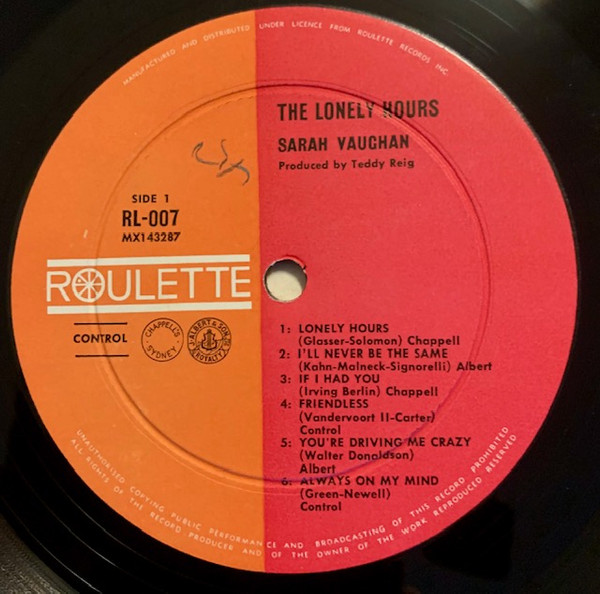 MANUFACTURED AND DISTRIBUTED UNDER LICENCE FROM ROULETTE RECORDS INC.
THE LONELY HOURS
SARAH VAUGHAN
Produced by Teddy Reig
SIDE 1
RL-007
MX143287
ROULETTE
CONTROL
CHAPPELL'S
SYDNEY
J. ALBERT & SON
ROYALTY
1: LONELY HOURS
(Glasser-Solomon) Chappell
2: I'LL NEVER BE THE SAME
(Kahn-Malneck-Signorelli) Albert
3: IF I HAD YOU
(Irving Berlin) Chappell
4: FRIENDLESS
(Vandervoort II-Carter)
Control
5: YOU'RE DRIVING ME CRAZY
(Walter Donaldson)
Albert
6: ALWAYS ON MY MIND
(Green-Newell)
Control
UNAUTHORISED COPYING PUBLIC PERFORMANCE AND BROADCASTING OF THIS RECORD PROHIBITED
ALL RIGHTS OF THE RECORD PRODUCER AND OF THE OWNER OF THE WORK REPRODUCED RESERVED